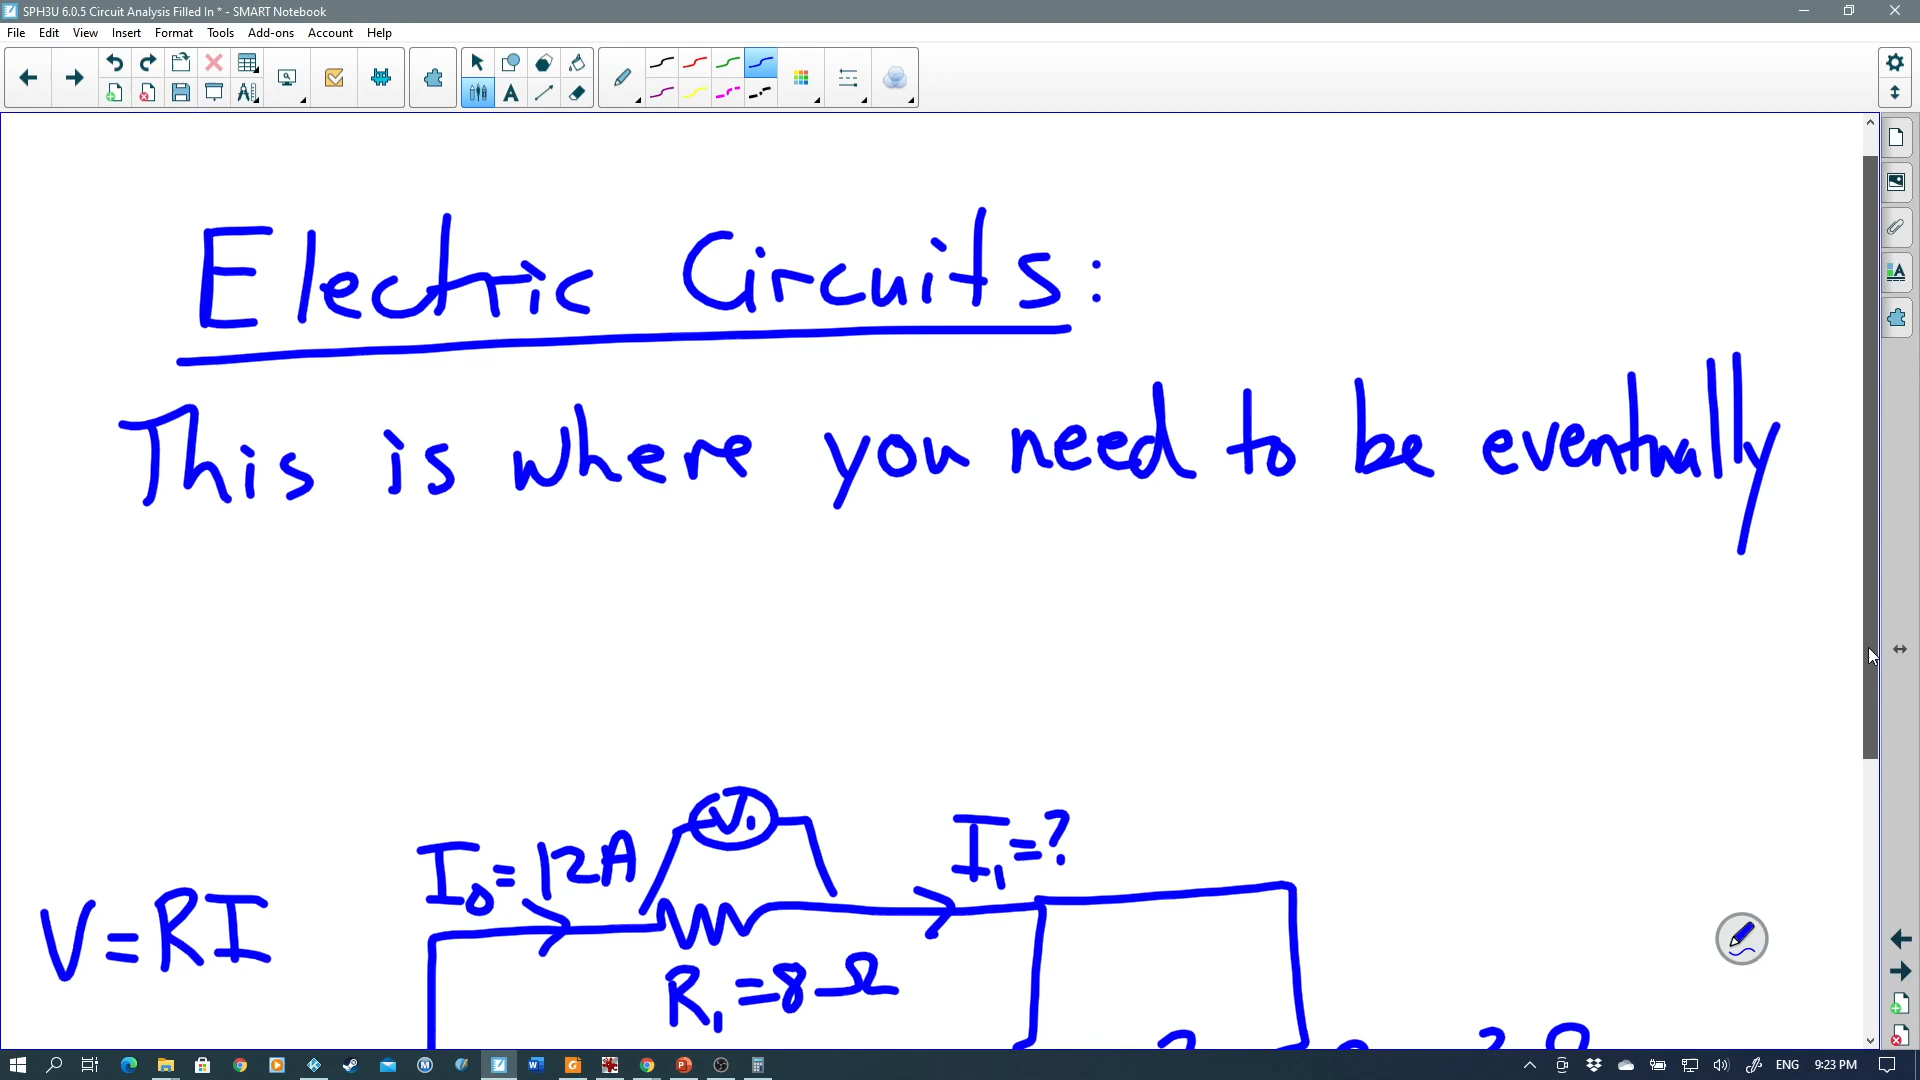 SPH3U 6.0.5 Circuit Analysis Filled In * - SMART Notebook
File Edit View Insert Format Tools Add-ons Account Help
Electric Circuits:
This is where you need to be eventually
V₁
I₀ = 12A
I₁ = ?
V = RI
R₁ = 8 Ω
ENG 9:23 PM